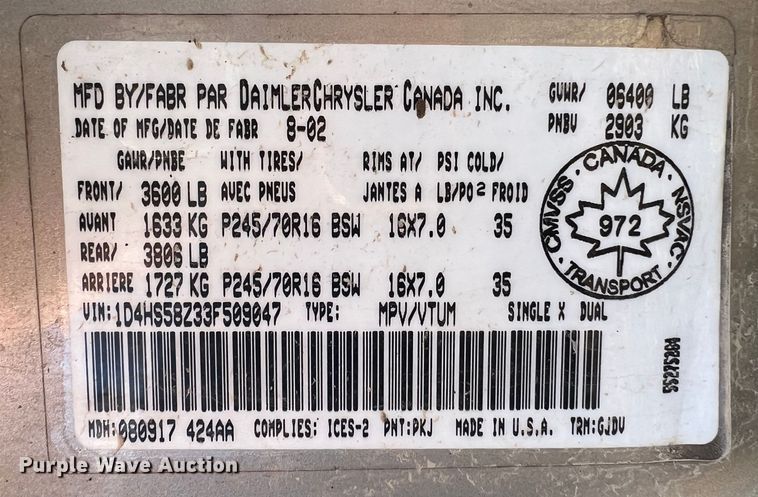 MFD BY/FABR PAR DAIMLERCHRYSLER CANADA INC. GVWR/ 06400 LB
DATE OF MFG/DATE DE FABR 8-02 PNBV 2903 KG
GAWR/PNBE WITH TIRES/ RIMS AT/ PSI COLD/
FRONT/ 3600 LB AVEC PNEUS JANTES A LB/PO² FROID
AVANT 1633 KG P245/70R16 BSW 16X7.0 35
REAR/ 3806 LB
ARRIERE 1727 KG P245/70R16 BSW 16X7.0 35
CMVSS · CANADA · NSVAC · TRANSPORT ·
972
VIN: 1D4HS58Z33F509047 TYPE: MPV/VTUM SINGLE X DUAL
55275284
MDH: 080917 424AA COMPLIES: ICES-2 PNT: PKJ MADE IN U.S.A. TRM: GJDV
Purple Wave Auction